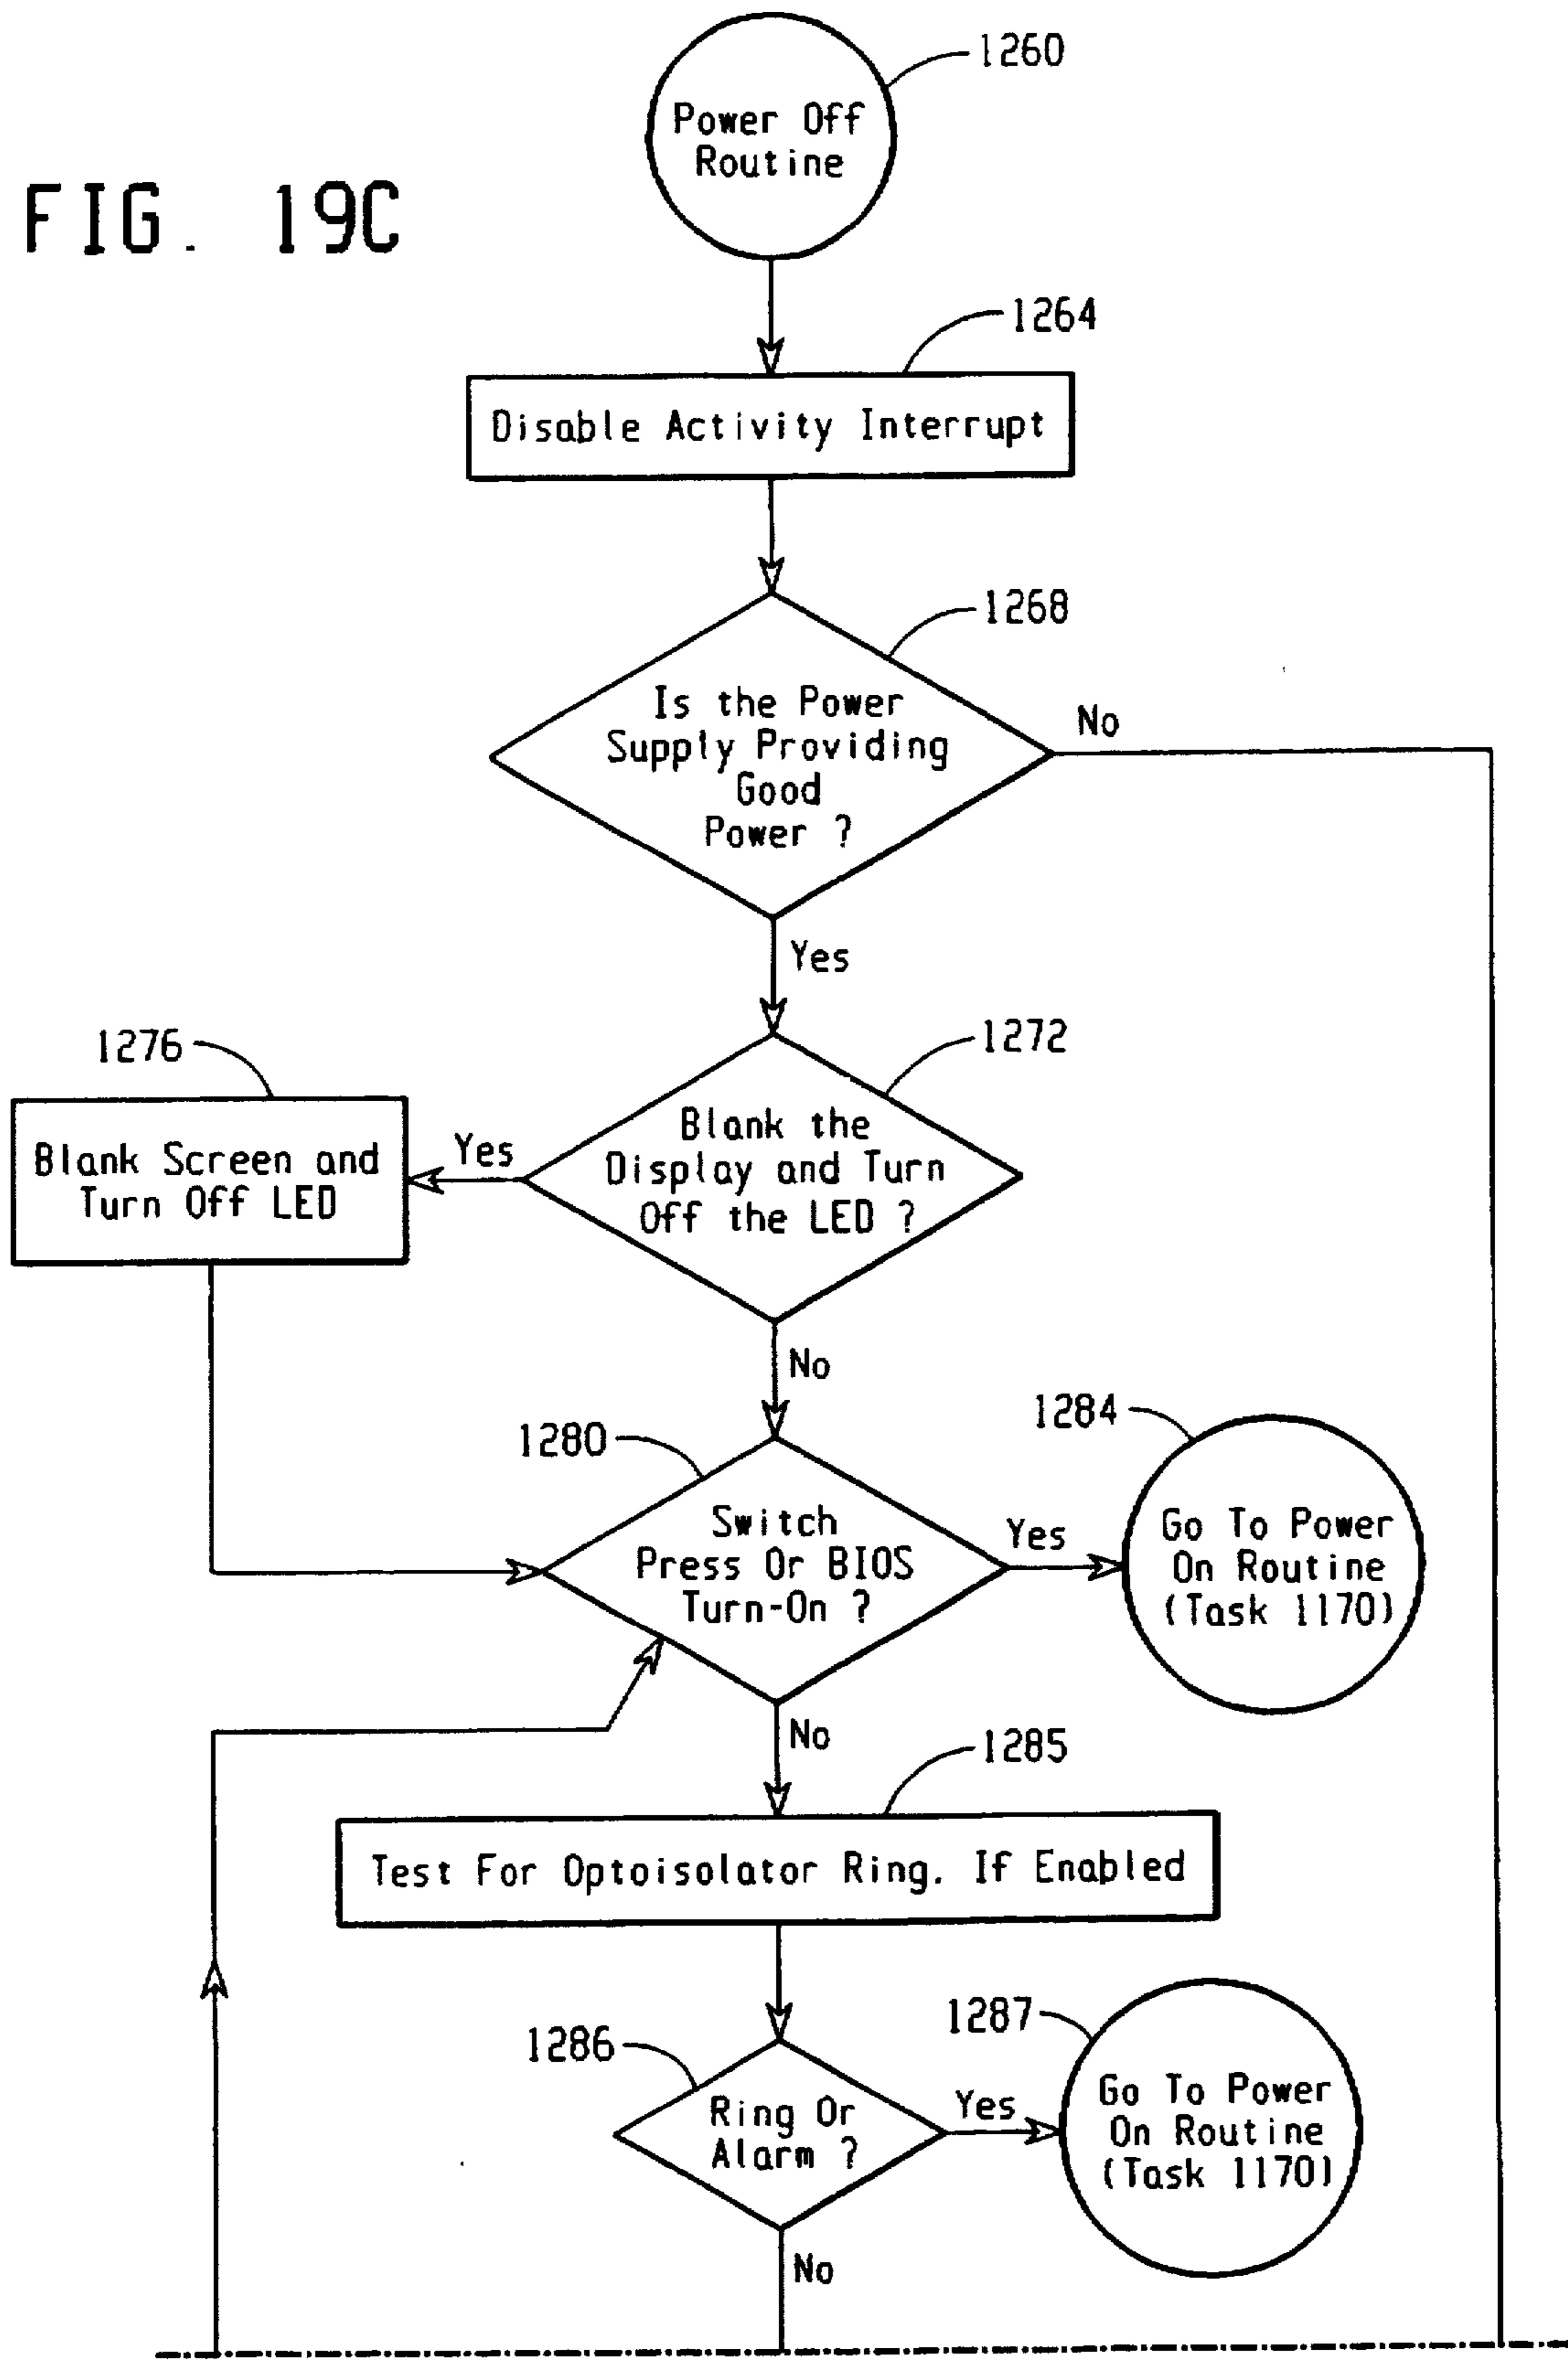 1260
Power Off
Routine
FIG. 19C
1264
Disable Activity Interrupt
1268
Is the Power
Supply Providing
Good
Power ?
No
Yes
1276
1272
Blank Screen and
Turn Off LED
Yes
Blank the
Display and Turn
Off the LED ?
No
1284
1280
Switch
Press Or BIOS
Turn-On ?
Yes
Go To Power
On Routine
(Task 1170)
No
1285
Test For Optoisolator Ring. If Enabled
1287
1286
Ring Or
Alarm ?
Yes
Go To Power
On Routine
(Task 1170)
No